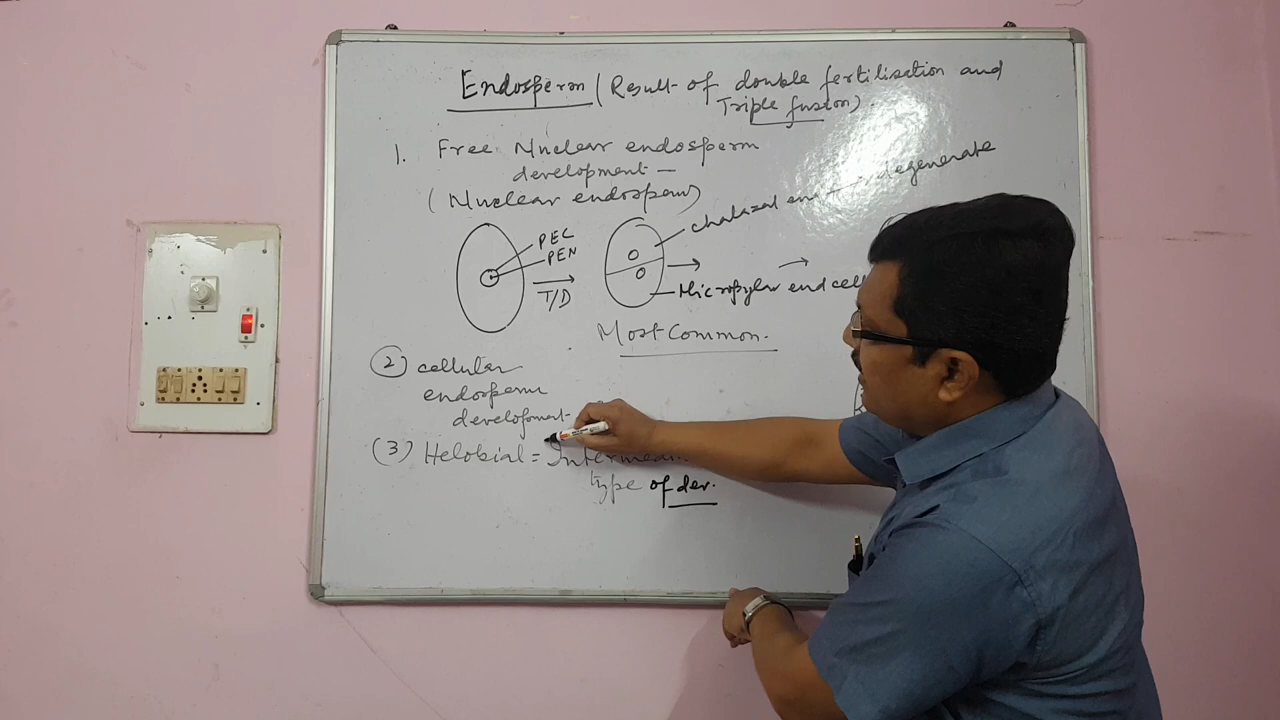 Endosperm (Result of double fertilisation and
Triple fusion).
1. Free Nuclear endosperm
development —
(Nuclear endosperm)
PEC
PEN
T/D
chalazal end → degenerate
Micropylar end cell
Most Common.
(2) cellular
endosperm
development-
(3) Helobial =
type of dev.